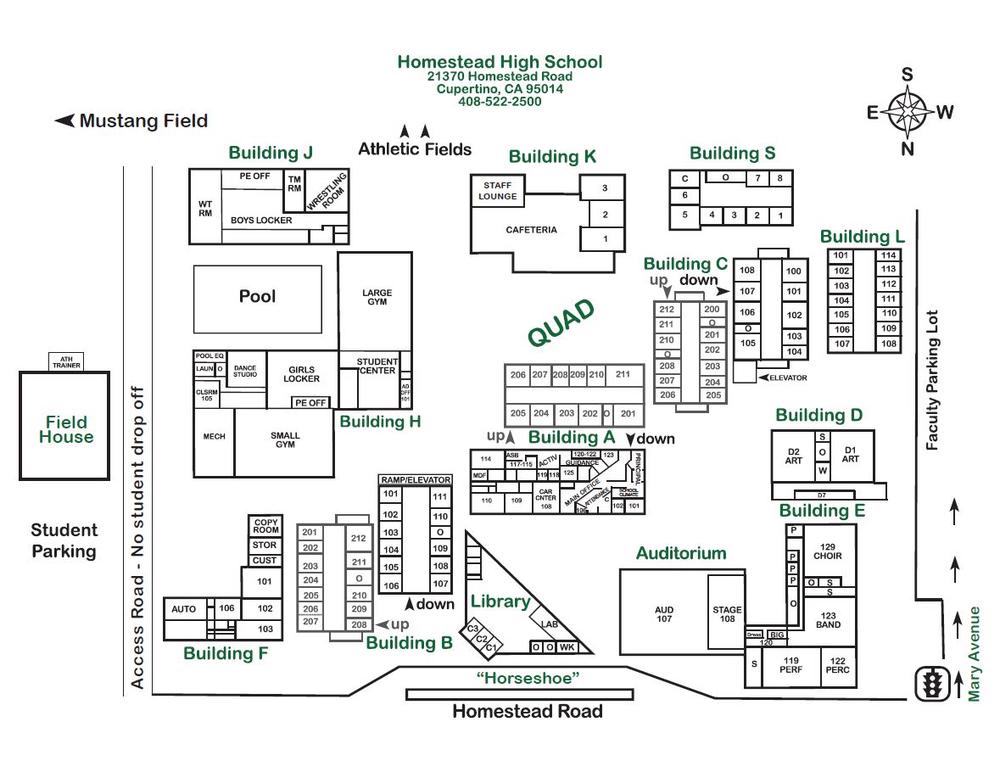 Homestead High School
21370 Homestead Road
Cupertino, CA 95014
408-522-2500
S
E
W
N
Mustang Field
Athletic Fields
Building J
PE OFF
TM
RM
WRESTLING
ROOM
WT
RM
BOYS LOCKER
Building K
STAFF
LOUNGE
3
2
1
CAFETERIA
Building S
C
O
7
8
6
5
4
3
2
1
Building L
101
114
102
113
103
112
104
111
105
110
106
109
107
108
Building C
up
down
108
100
107
101
106
102
O
105
103
104
ELEVATOR
212
200
211
O
210
201
O
202
208
203
207
204
206
205
Pool
LARGE
GYM
QUAD
POOL EQ
LAUN
O
DANCE
STUDIO
CLSRM
105
GIRLS
LOCKER
PE OFF
STUDENT
CENTER
AD
OFF
101
Building H
MECH
SMALL
GYM
ATH
TRAINER
Field
House
Student
Parking
Access Road - No student drop off
206
207
208
209
210
211
205
204
203
202
O
201
up
Building A
down
114
ASB
117-115
ACTIV
120-122
123
GUIDANCE
PRINCIPAL
MDF
119
118
125
110
109
CAR
CNTER
108
MAIN OFFICE
ATTENDANCE
106
C
SCHOOL
CLIMATE
102
101
Building D
D2
ART
S
O
W
D1
ART
D7
Building E
P
P
P
P
O
129
CHOIR
O
S
S
123
BAND
BIG
120
S
119
PERF
122
PERC
Auditorium
AUD
107
STAGE
108
RAMP/ELEVATOR
101
111
102
110
103
O
104
109
105
108
106
107
down
201
212
202
203
211
204
O
205
210
206
209
207
208
up
Building B
COPY
ROOM
STOR
CUST
101
AUTO
106
102
103
Building F
Library
LAB
C3
C2
C1
O
O
WK
"Horseshoe"
Homestead Road
Faculty Parking Lot
Mary Avenue